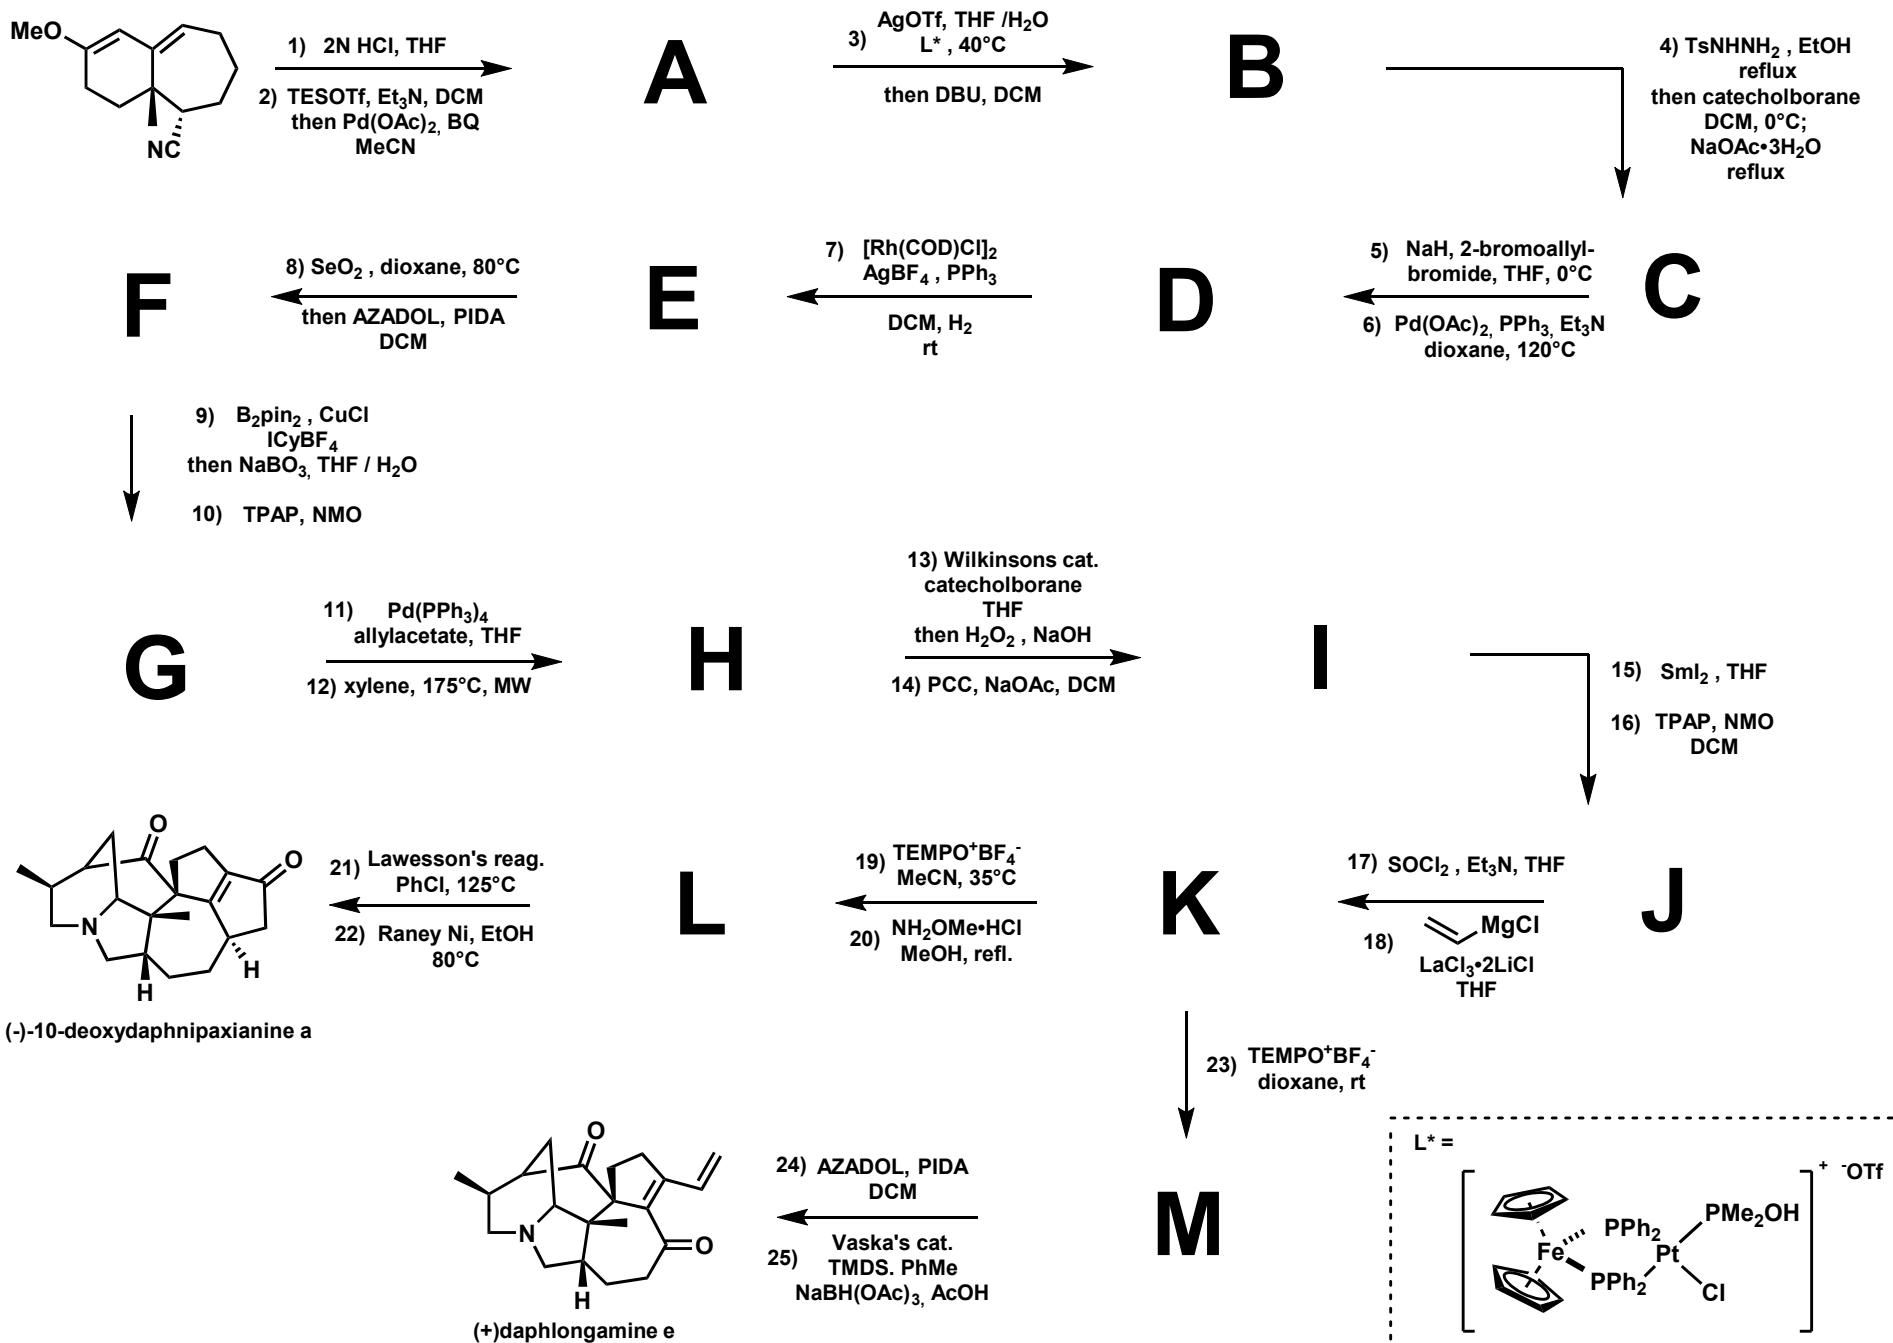 MeO
NC
1) 2N HCl, THF
2) TESOTf, Et₃N, DCM
then Pd(OAc)₂, BQ
MeCN
A
3) AgOTf, THF /H₂O
L* , 40°C
then DBU, DCM
B
4) TsNHNH₂ , EtOH
reflux
then catecholborane
DCM, 0°C;
NaOAc•3H₂O
reflux
C
5) NaH, 2-bromoallyl-
bromide, THF, 0°C
6) Pd(OAc)₂, PPh₃, Et₃N
dioxane, 120°C
D
7) [Rh(COD)Cl]₂
AgBF₄ , PPh₃
DCM, H₂
rt
E
8) SeO₂ , dioxane, 80°C
then AZADOL, PIDA
DCM
F
9) B₂pin₂ , CuCl
ICyBF₄
then NaBO₃, THF / H₂O
10) TPAP, NMO
G
11) Pd(PPh₃)₄
allylacetate, THF
12) xylene, 175°C, MW
H
13) Wilkinsons cat.
catecholborane
THF
then H₂O₂ , NaOH
14) PCC, NaOAc, DCM
I
15) SmI₂ , THF
16) TPAP, NMO
DCM
J
17) SOCl₂ , Et₃N, THF
18) MgCl
LaCl₃•2LiCl
THF
K
19) TEMPO⁺BF₄⁻
MeCN, 35°C
20) NH₂OMe•HCl
MeOH, refl.
L
21) Lawesson's reag.
PhCl, 125°C
22) Raney Ni, EtOH
80°C
O
O
N
H
H
(-)-10-deoxydaphnipaxianine a
23) TEMPO⁺BF₄⁻
dioxane, rt
M
24) AZADOL, PIDA
DCM
25) Vaska's cat.
TMDS. PhMe
NaBH(OAc)₃, AcOH
O
N
O
H
(+)daphlongamine e
L* =
+ ⁻OTf
Fe
PPh₂
PPh₂
Pt
PMe₂OH
Cl